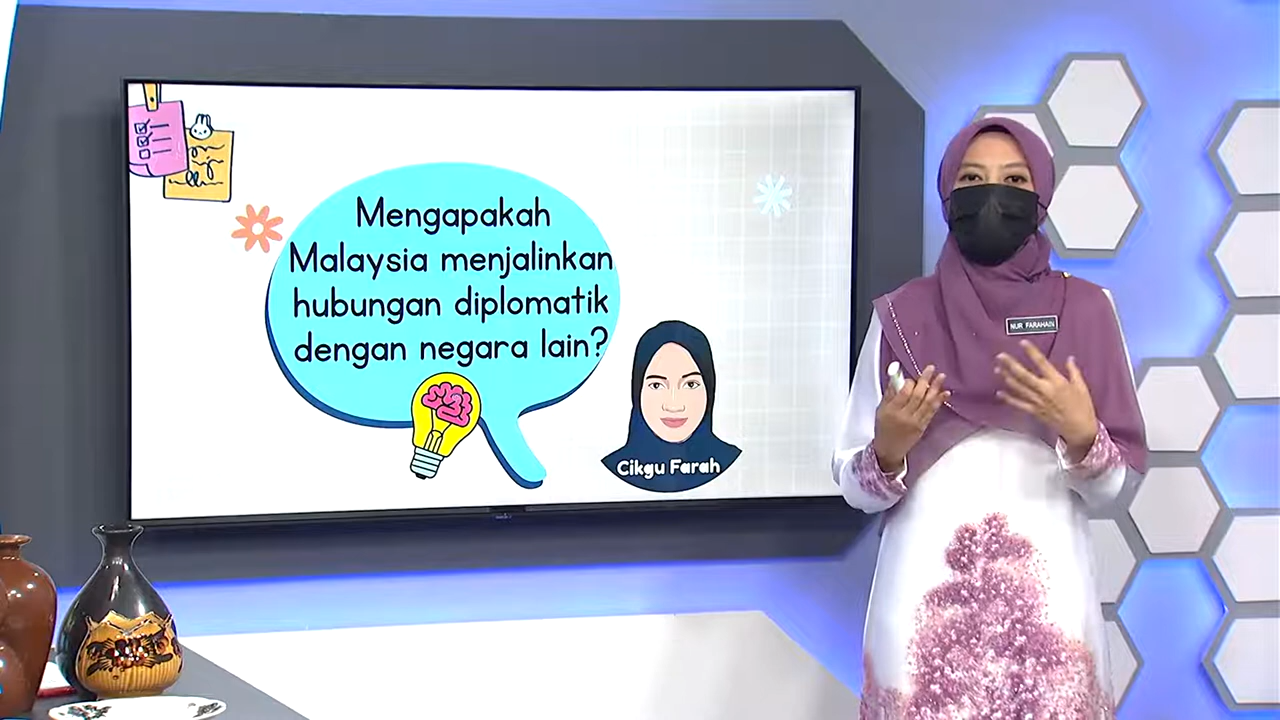 Mengapakah
Malaysia menjalinkan
hubungan diplomatik
dengan negara lain?
Cikgu Farah
NUR FARAHAIN